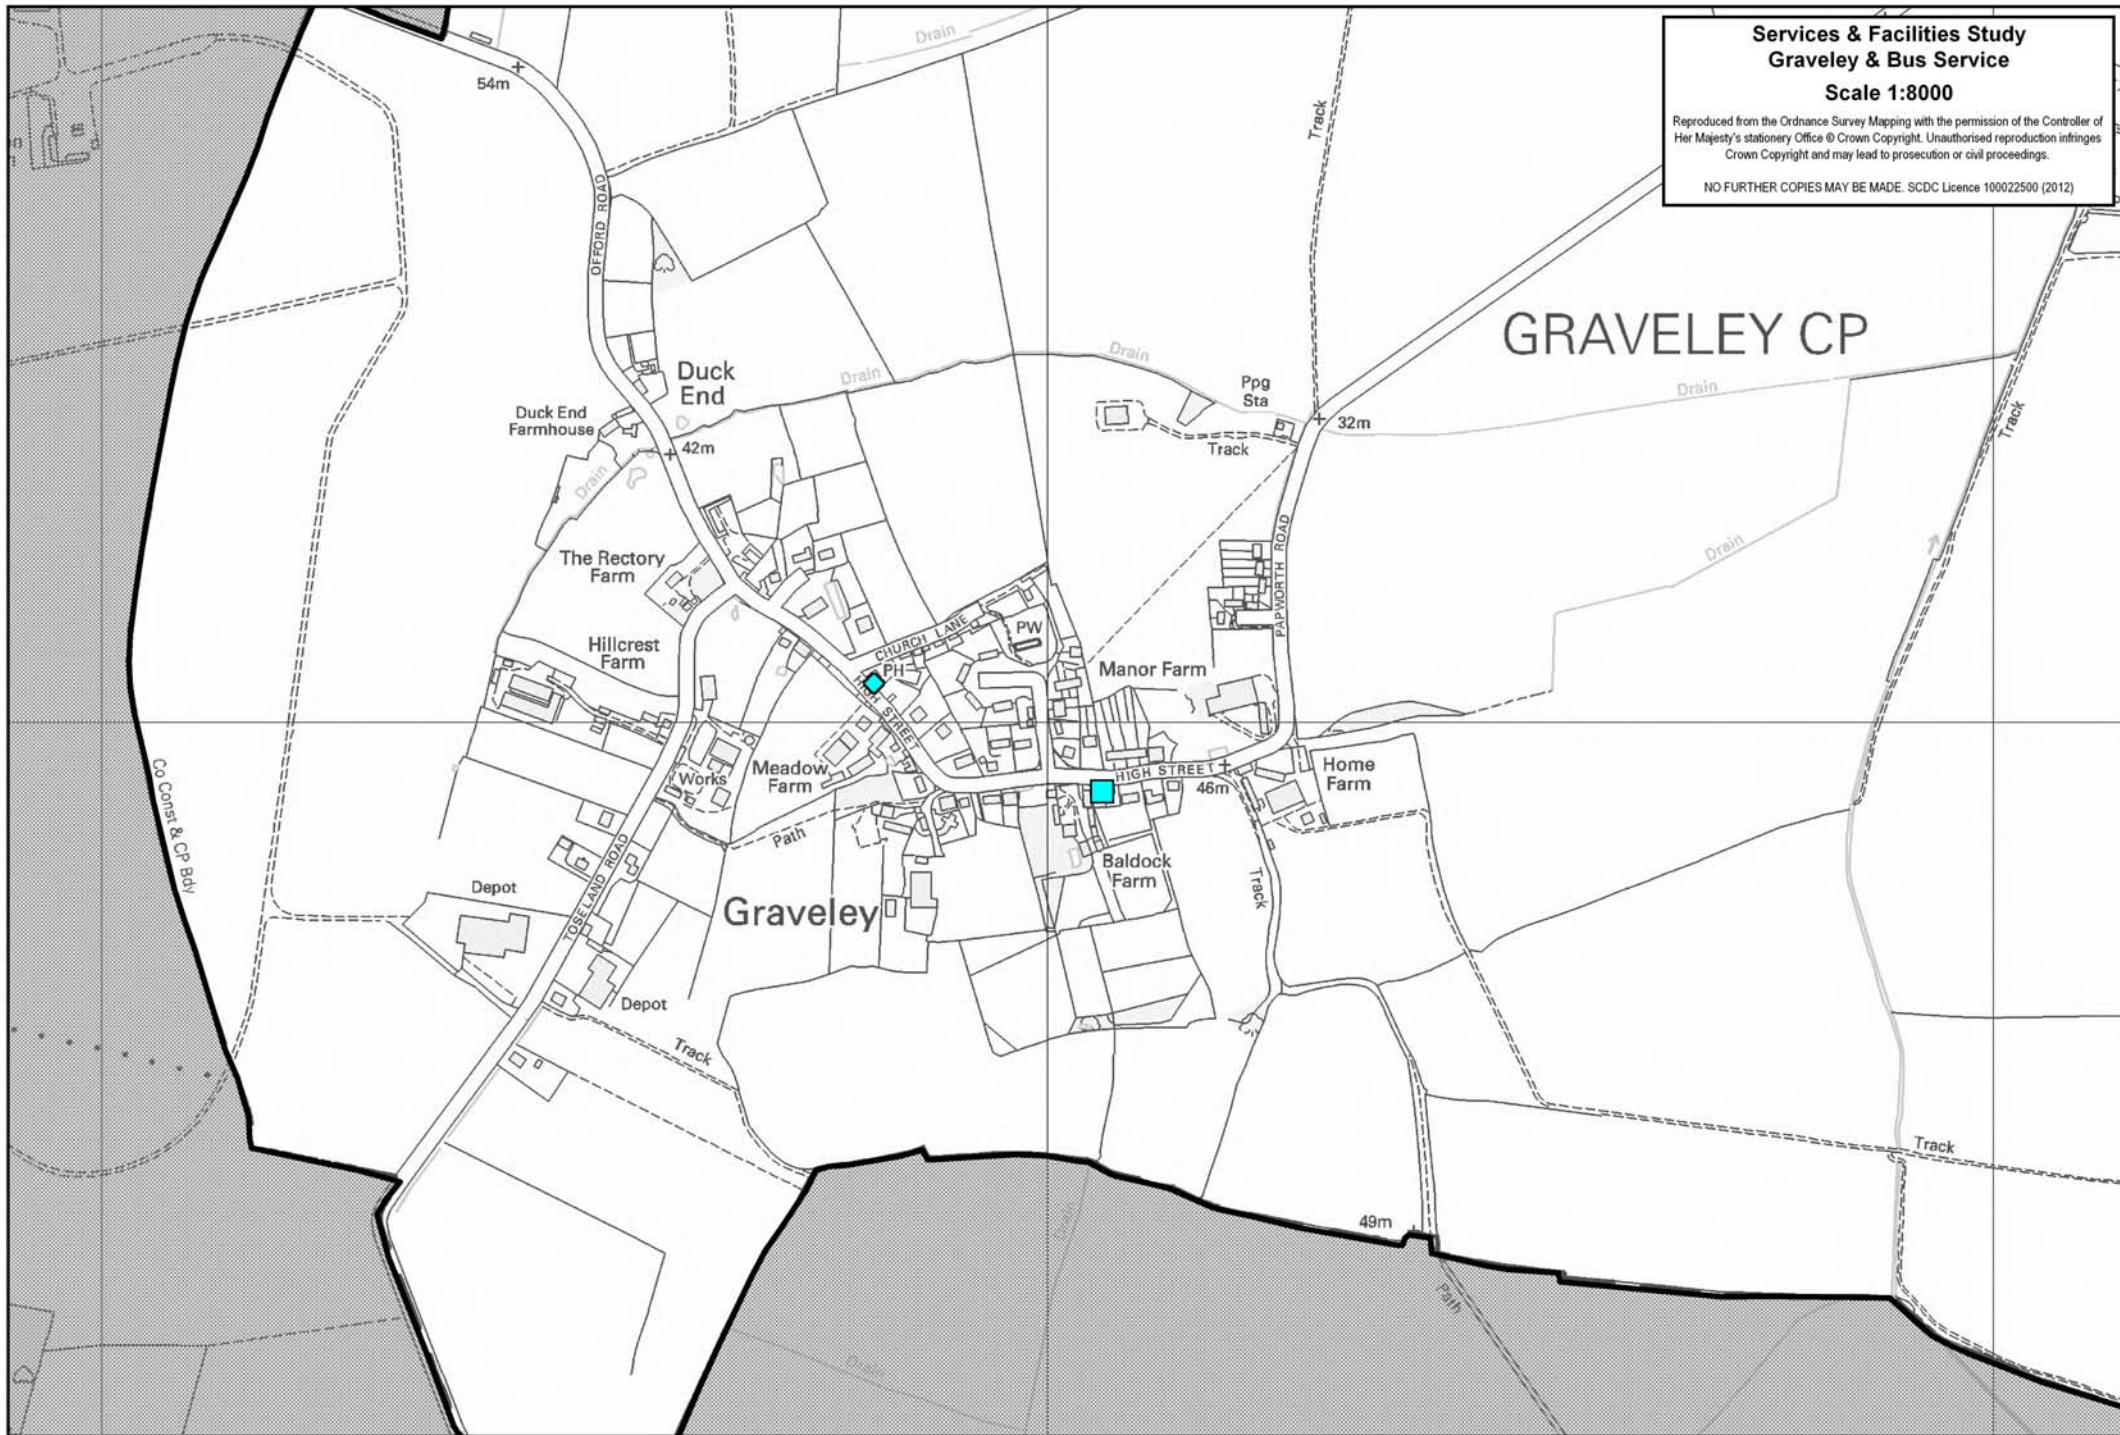 Services & Facilities Study
Graveley & Bus Service
Scale 1:8000
Reproduced from the Ordnance Survey Mapping with the permission of the Controller of
Her Majesty's stationery Office © Crown Copyright. Unauthorised reproduction infringes
Crown Copyright and may lead to prosecution or civil proceedings.
NO FURTHER COPIES MAY BE MADE. SCDC Licence 100022500 (2012)
Drain
54m
Track
OFFORD ROAD
GRAVELEY CP
Drain
Duck
End
Drain
Ppg
Sta
Drain
Duck End
Farmhouse
32m
Track
Track
42m
Drain
Drain
The Rectory
Farm
PAPWORTH ROAD
CHURCH LANE
PW
Hillcrest
Farm
PH
Manor Farm
HIGH STREET
Co Const & CP Bdy
Works
Meadow
Farm
HIGH STREET
46m
Home
Farm
Path
TOSELAND ROAD
Baldock
Farm
Track
Depot
Graveley
Depot
Track
Track
Drain
49m
Path
Drain